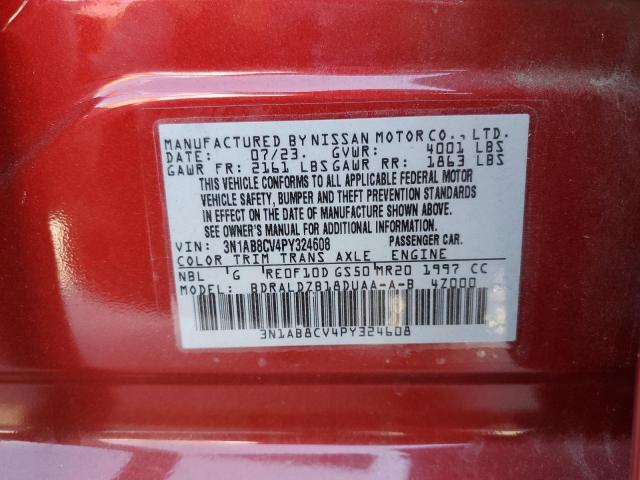 MANUFACTURED BY NISSAN MOTOR CO., LTD.
DATE: 07/23. GVWR: 4001 LBS
GAWR FR: 2161 LBS GAWR RR: 1863 LBS
THIS VEHICLE CONFORMS TO ALL APPLICABLE FEDERAL MOTOR
VEHICLE SAFETY, BUMPER AND THEFT PREVENTION STANDARDS
IN EFFECT ON THE DATE OF MANUFACTURE SHOWN ABOVE.
SEE OWNER'S MANUAL FOR ADDITIONAL INFORMATION
VIN: 3N1AB8CV4PY324608 PASSENGER CAR.
COLOR TRIM TRANS AXLE ENGINE
NBL G RE0F10D GS50 MR20 1997 CC
MODEL: BDRALDZB18DUAA-A-B 4Z000
3N1AB8CV4PY324608